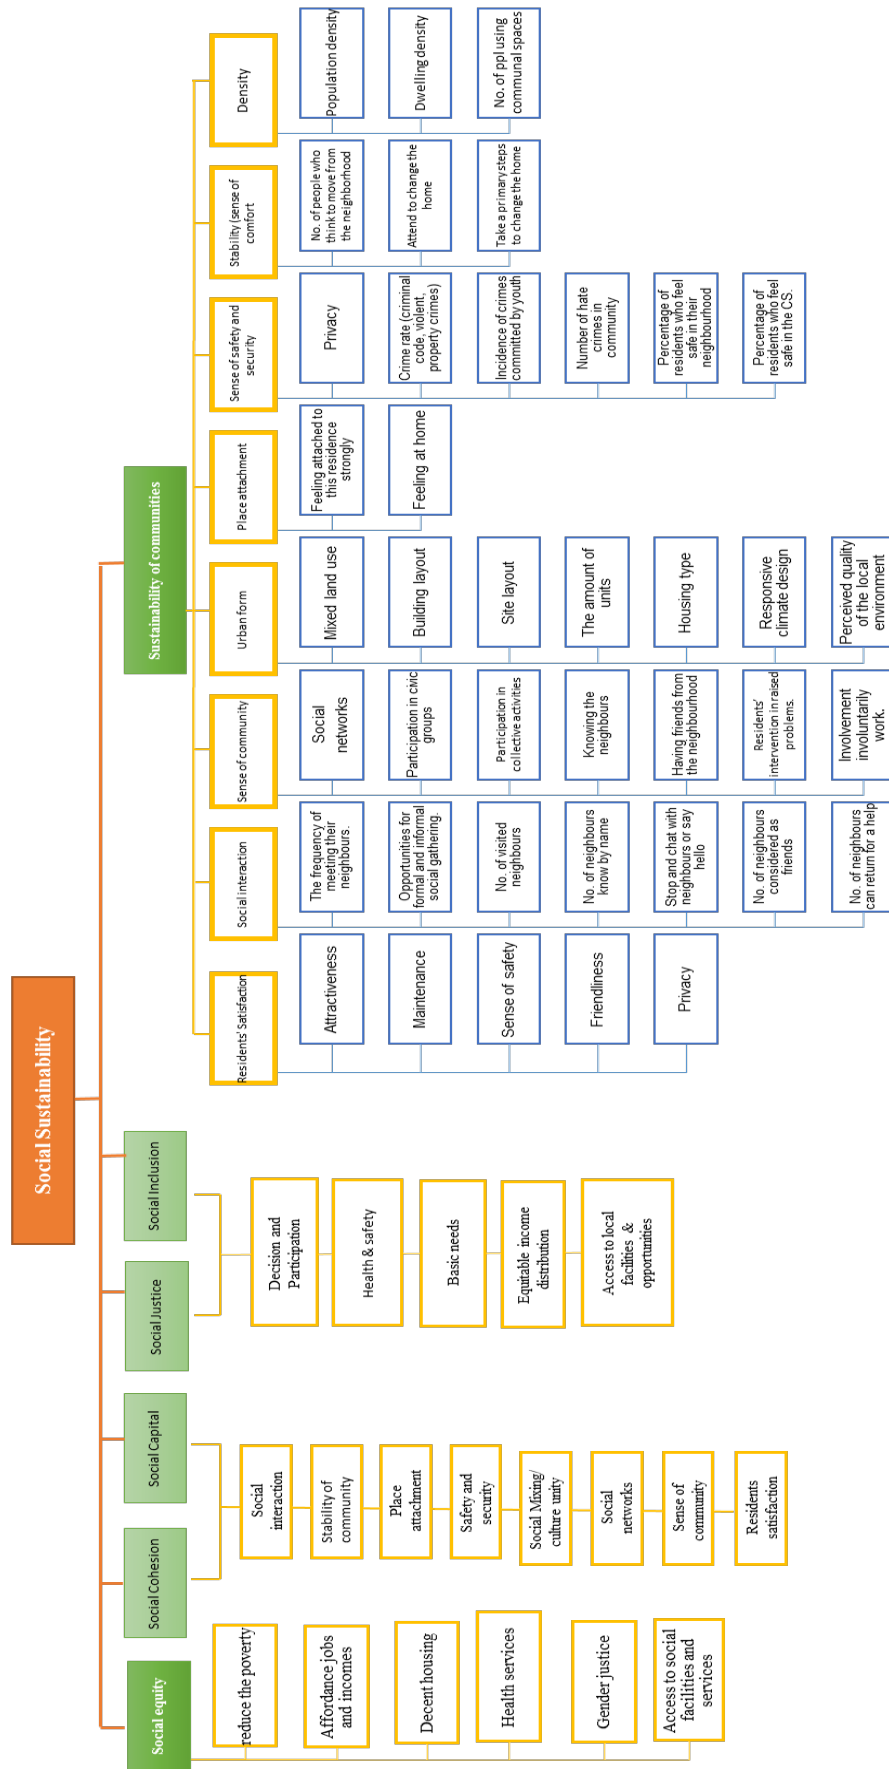 Social Sustainability
Social equity
Social Cohesion
Social Capital
Social Justice
Social Inclusion
Sustainability of communities
reduce the poverty
Affordance jobs
and incomes
Decent housing
Health services
Gender justice
Access to social
facilities and
services
Social
interaction
Stability of
community
Place
attachment
Safety and
security
Social Mixing/
culture unity
Social
networks
Sense of
community
Residents
satisfaction
Decision and
Participation
Health & safety
Basic needs
Equitable income
distribution
Access to local
facilities &
opportunities
Residents' Satisfaction
Attractiveness
Maintenance
Sense of safety
Friendliness
Privacy
Social interaction
The frequency of
meeting their
neighbours.
Opportunities for
formal and informal
social gathering.
No. of visited
neighbours
No. of neighbours
know by name
Stop and chat with
neighbours or say
hello
No. of neighbours
considered as
friends
No. of neighbours
can return for a help
Sense of community
Social
networks
Participation in civic
groups
Participation in
collective activities
Knowing the
neighbours
Having friends from
the neighbourhood
Residents'
intervention in raised
problems.
Involvement
involuntarily
work.
Urban form
Mixed land use
Building layout
Site layout
The amount of
units
Housing type
Responsive
climate design
Perceived quality
of the local
environment
Place attachment
Feeling attached to
this residence
strongly
Feeling at home
Sense of safety and
security
Privacy
Crime rate (criminal
code, violent,
property crimes)
Incidence of crimes
committed by youth
Number of hate
crimes in
community
Percentage of
residents who feel
safe in their
neighbourhood
Percentage of
residents who feel
safe in the CS.
Stability (sense of
comfort
No. of people who
think to move from
the neighborhood
Attend to change the
home
Take a primary steps
to change the home
Density
Population density
Dwelling density
No. of ppl using
communal spaces